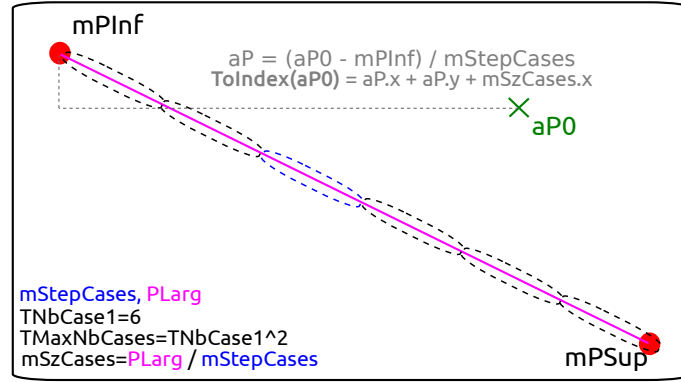 mPInf
aP = (aP0 - mPInf) / mStepCases
ToIndex(aP0) = aP.x + aP.y + mSzCases.x
aP0
mStepCases, PLarg
TNbCase1=6
TMaxNbCases=TNbCase1^2
mSzCases=PLarg / mStepCases
mPSup